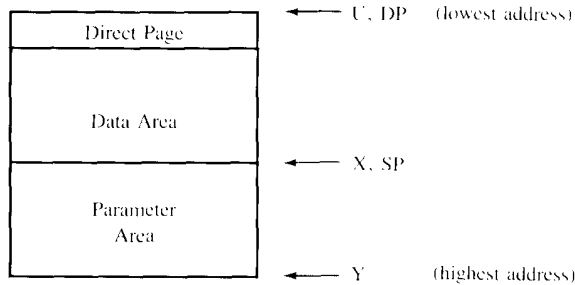 U, DP (lowest address)
Direct Page
Data Area
X, SP
Parameter
Area
Y (highest address)